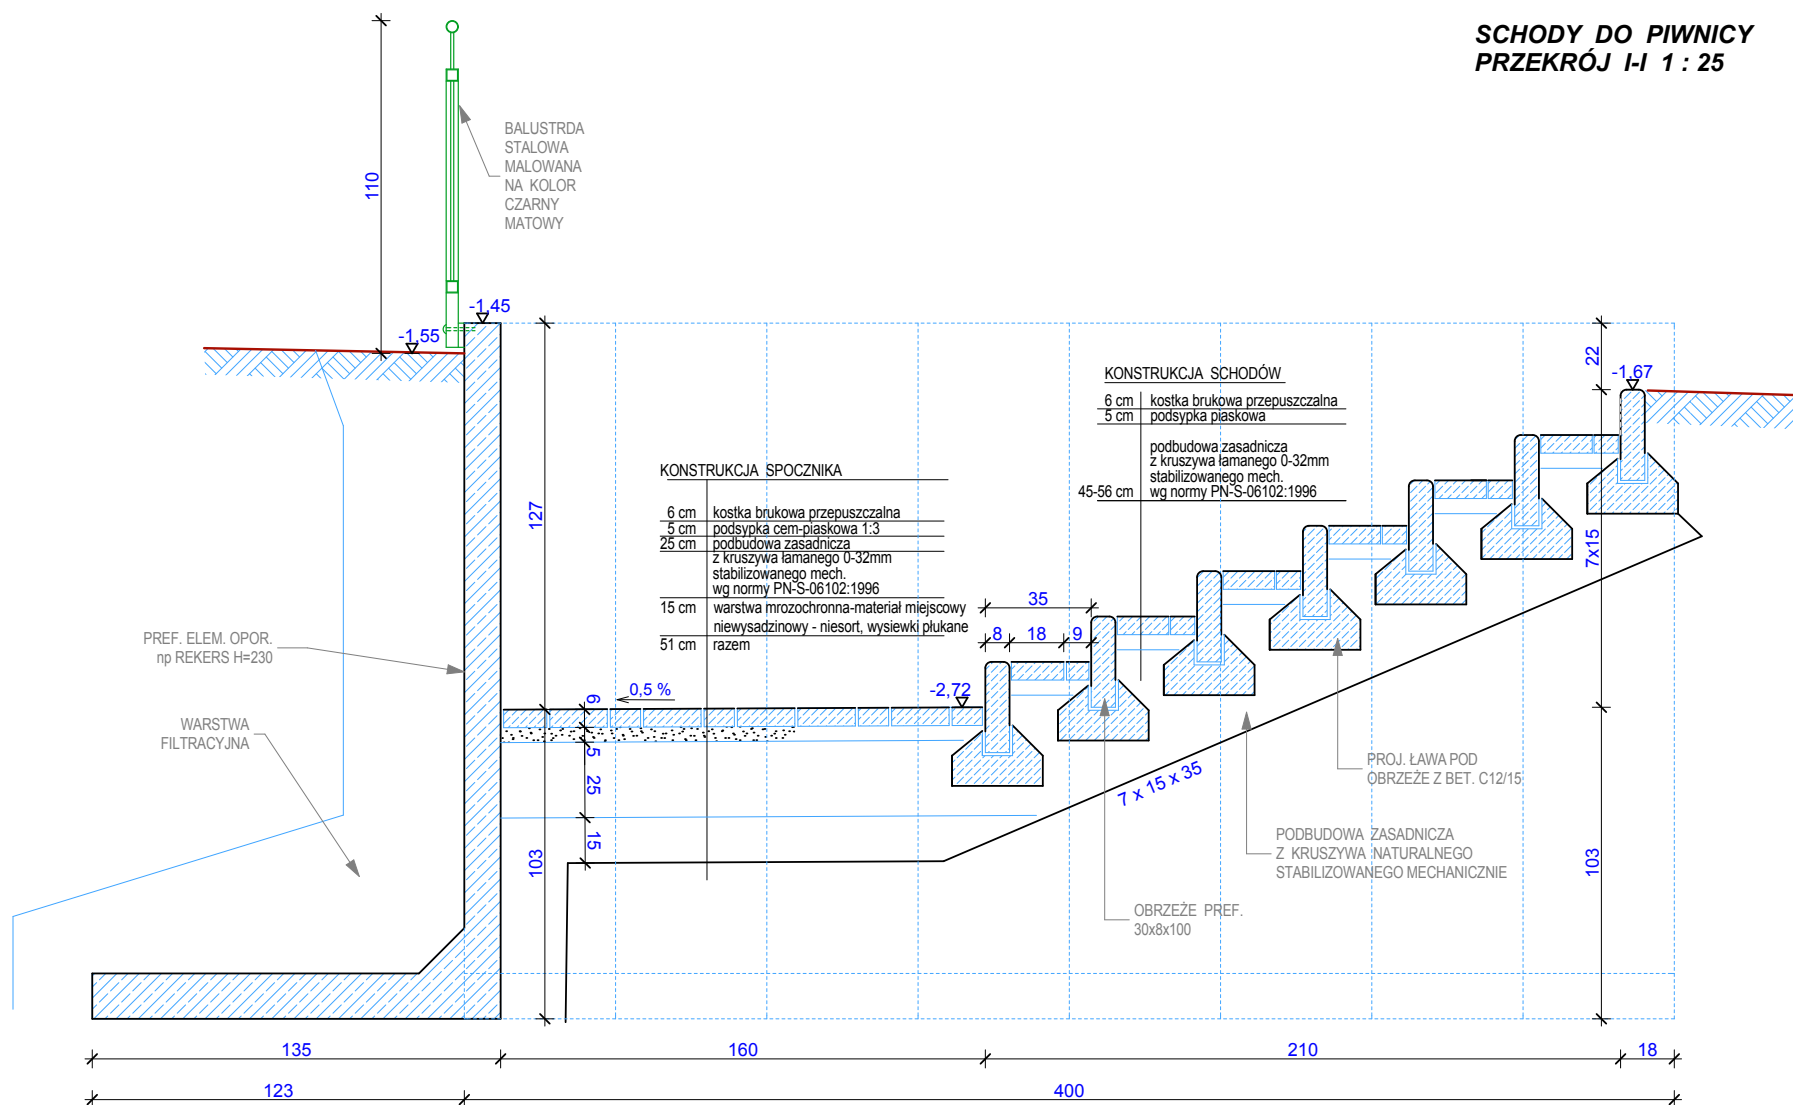 SCHODY DO PIWNICY
PRZEKRÓJ I-I 1 : 25
110
BALUSTRDA
STALOWA
MALOWANA
NA KOLOR
CZARNY
MATOWY
-1,45
-1,55
22
-1,67
KONSTRUKCJA SCHODÓW
6 cm kostka brukowa przepuszczalna
5 cm podsypka piaskowa
podbudowa zasadnicza
z kruszywa łamanego 0-32mm
stabilizowanego mech.
45-56 cm wg normy PN-S-06102:1996
KONSTRUKCJA SPOCZNIKA
6 cm kostka brukowa przepuszczalna
5 cm podsypka cem-piaskowa 1:3
25 cm podbudowa zasadnicza
z kruszywa łamanego 0-32mm
stabilizowanego mech.
wg normy PN-S-06102:1996
15 cm warstwa mrozochronna-materiał miejscowy
niewysadzinowy - niesort, wysiewki płukane
51 cm razem
127
7x15
35
8 18 9
PREF. ELEM. OPOR.
np REKERS H=230
WARSTWA
FILTRACYJNA
0,5 %
-2,72
6
5
25
15
103
7 x 15 x 35
PROJ. ŁAWA POD
OBRZEŻE Z BET. C12/15
PODBUDOWA ZASADNICZA
Z KRUSZYWA NATURALNEGO
STABILIZOWANEGO MECHANICZNIE
103
OBRZEŻE PREF.
30x8x100
135 160 210 18
123 400